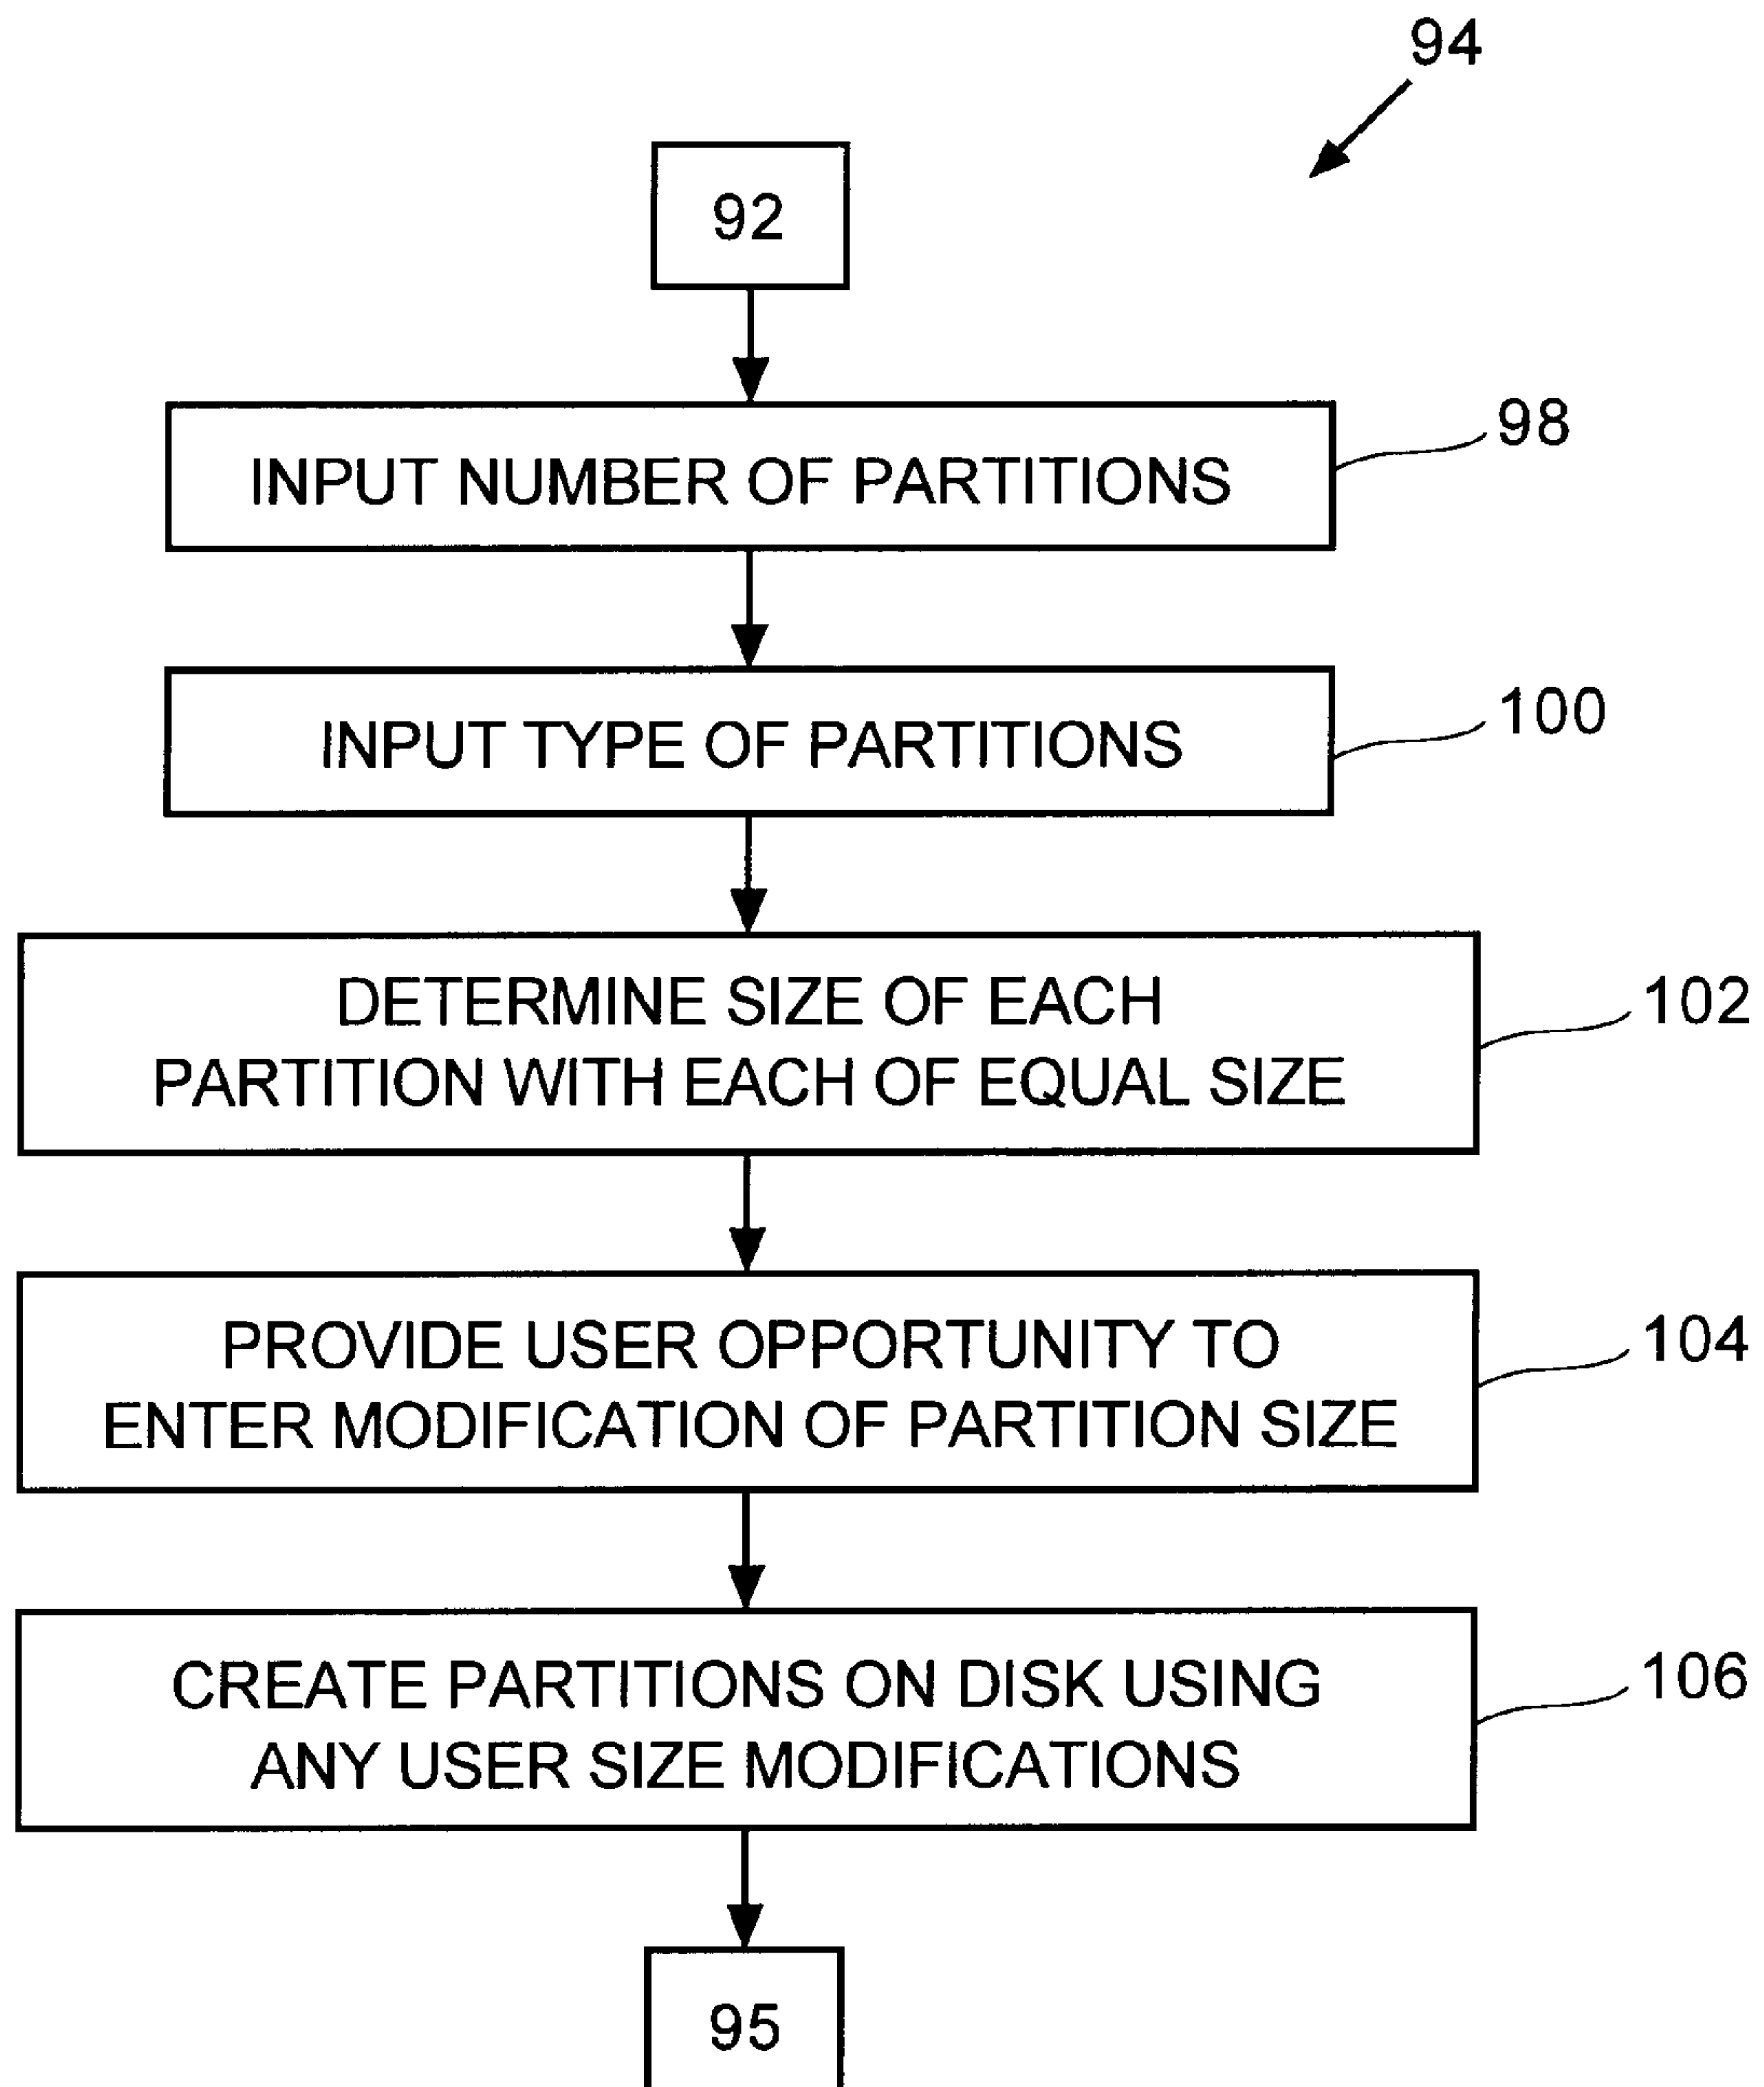 94
92
INPUT NUMBER OF PARTITIONS
98
INPUT TYPE OF PARTITIONS
100
DETERMINE SIZE OF EACH
PARTITION WITH EACH OF EQUAL SIZE
102
PROVIDE USER OPPORTUNITY TO
ENTER MODIFICATION OF PARTITION SIZE
104
CREATE PARTITIONS ON DISK USING
ANY USER SIZE MODIFICATIONS
106
95